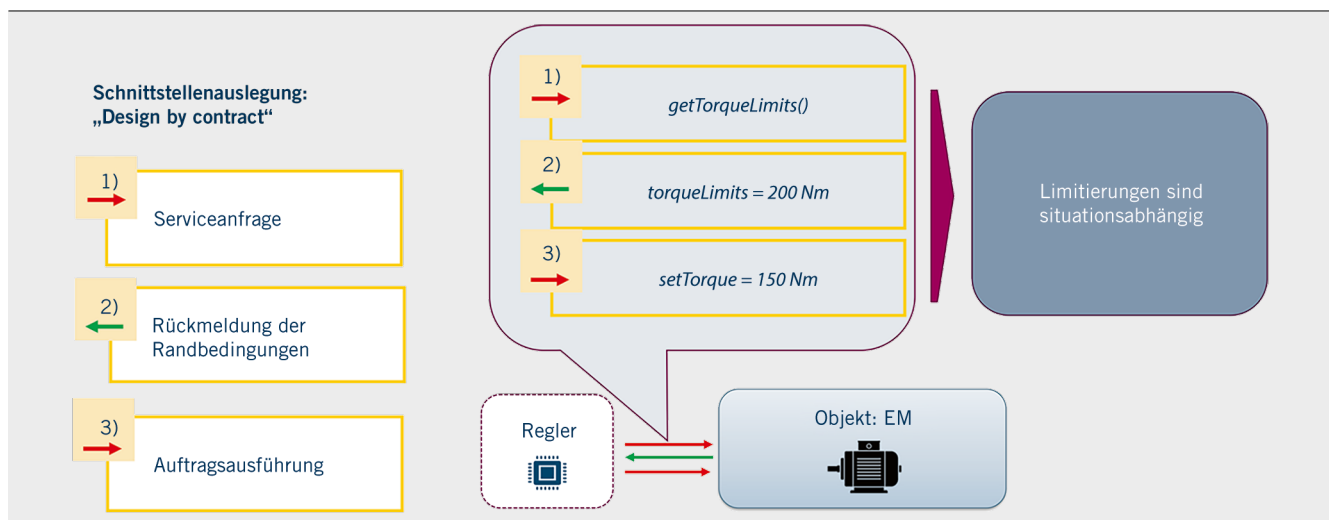 Schnittstellenauslegung:
„Design by contract“
1)
Serviceanfrage
2)
Rückmeldung der
Randbedingungen
3)
Auftragsausführung
1)
getTorqueLimits()
2)
torqueLimits = 200 Nm
3)
setTorque = 150 Nm
Limitierungen sind
situationsabhängig
Regler
Objekt: EM